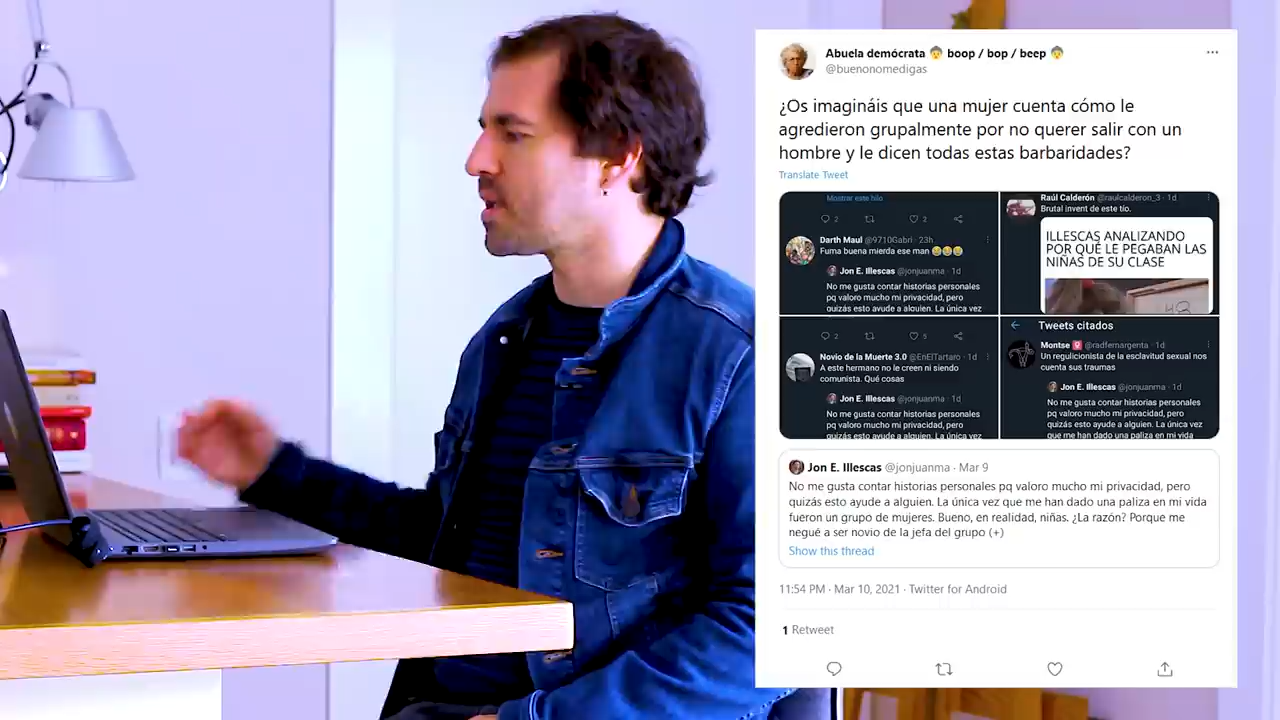 Abuela demócrata 👵 boop / bop / beep 👵
@buenonomedigas
¿Os imagináis que una mujer cuenta cómo le
agredieron grupalmente por no querer salir con un
hombre y le dicen todas estas barbaridades?
Translate Tweet
Mostrar este hilo
2
2
Darth Maul @9710Gabri · 23h
Fuma buena mierda ese man 😭😭😭
Jon E. Illescas @jonjuanma · 1d
No me gusta contar historias personales
pq valoro mucho mi privacidad, pero
quizás esto ayude a alguien. La única vez
Raúl Calderón @raulcalderon_3 · 1d
Brutal invent de este tío.
ILLESCAS ANALIZANDO
POR QUÉ LE PEGABAN LAS
NIÑAS DE SU CLASE
2
5
Novio de la Muerte 3.0 @EnElTartaro · 1d
A este hermano no le creen ni siendo
comunista. Qué cosas
Jon E. Illescas @jonjuanma · 1d
No me gusta contar historias personales
pq valoro mucho mi privacidad, pero
quizás esto ayude a alguien. La única vez
Tweets citados
Montse @radfemargenta · 1d
Un regulicionista de la esclavitud sexual nos
cuenta sus traumas
Jon E. Illescas @jonjuanma · 1d
No me gusta contar historias personales
pq valoro mucho mi privacidad, pero
quizás esto ayude a alguien. La única vez
que me han dado una paliza en mi vida
Jon E. Illescas @jonjuanma · Mar 9
No me gusta contar historias personales pq valoro mucho mi privacidad, pero
quizás esto ayude a alguien. La única vez que me han dado una paliza en mi vida
fueron un grupo de mujeres. Bueno, en realidad, niñas. ¿La razón? Porque me
negué a ser novio de la jefa del grupo (+)
Show this thread
11:54 PM · Mar 10, 2021 · Twitter for Android
1 Retweet